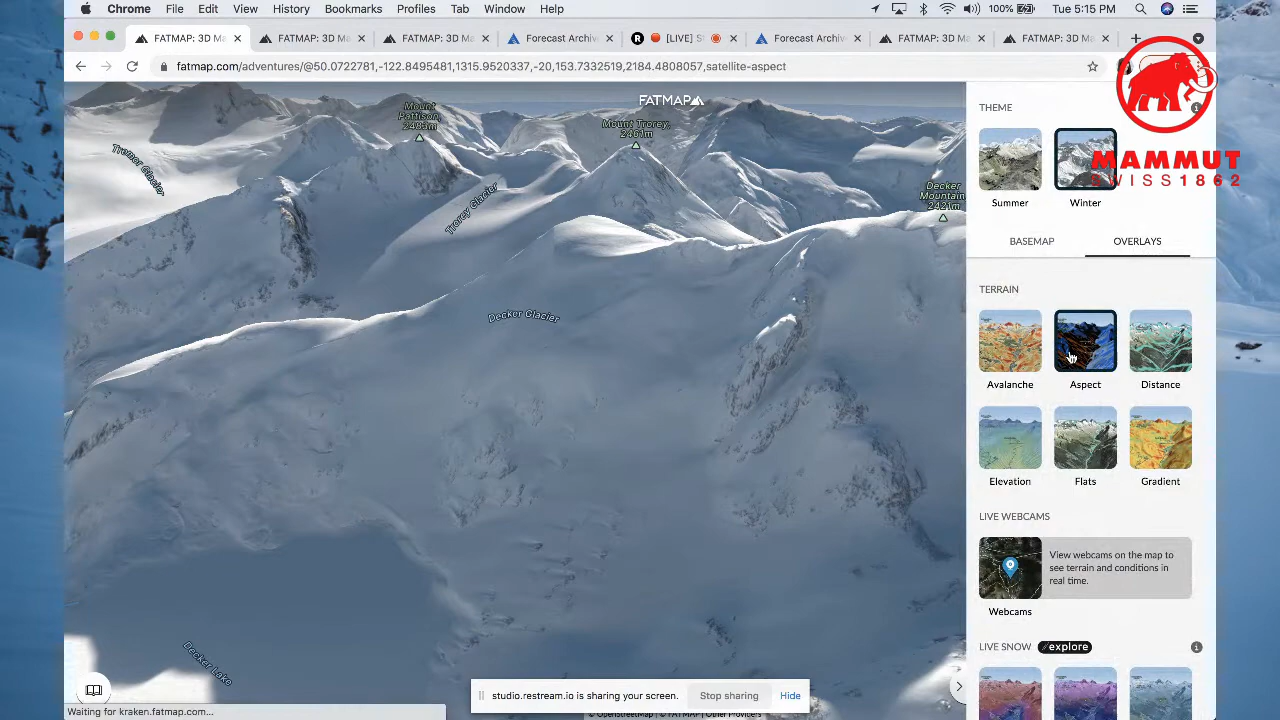 Chrome File Edit View History Bookmarks Profiles Tab Window Help 100% Tue 5:15 PM
FATMAP: 3D Ma FATMAP: 3D Ma FATMAP: 3D Ma Forecast Archiv [LIVE] S Forecast Archiv FATMAP: 3D Ma FATMAP: 3D Ma
fatmap.com/adventures/@50.0722781,-122.8495481,1373.9520337,-20,153.7332519,2184.4808057,satellite-aspect
FATMAP
Mount
Pattison,
Mount Trorey,
2461m
Tremor Glacier
Trorey Glacier
Decker
Mountain
2421m
Decker Glacier
Decker Lake
THEME
MAMMUT
SWISS 1862
Summer Winter
BASEMAP OVERLAYS
TERRAIN
Avalanche Aspect Distance
Elevation Flats Gradient
LIVE WEBCAMS
View webcams on the map to
see terrain and conditions in
real time.
Webcams
LIVE SNOW explore
studio.restream.io is sharing your screen. Stop sharing Hide
Waiting for kraken.fatmap.com...
© OpenStreetMap | © FATMAP | Other Providers